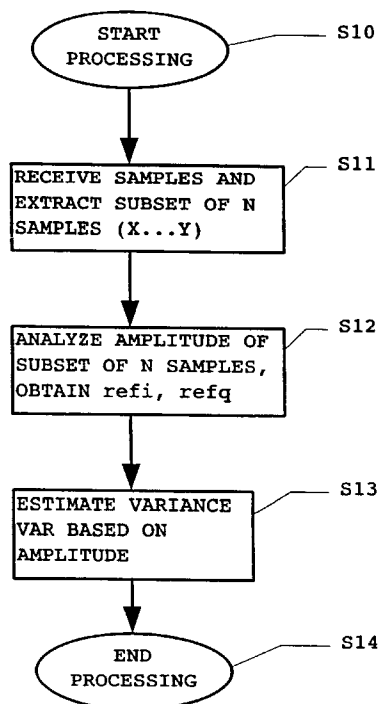 START
PROCESSING
S10
RECEIVE SAMPLES AND
EXTRACT SUBSET OF N
SAMPLES (X...Y)
S11
ANALYZE AMPLITUDE OF
SUBSET OF N SAMPLES,
OBTAIN refi, refq
S12
ESTIMATE VARIANCE
VAR BASED ON
AMPLITUDE
S13
END
PROCESSING
S14